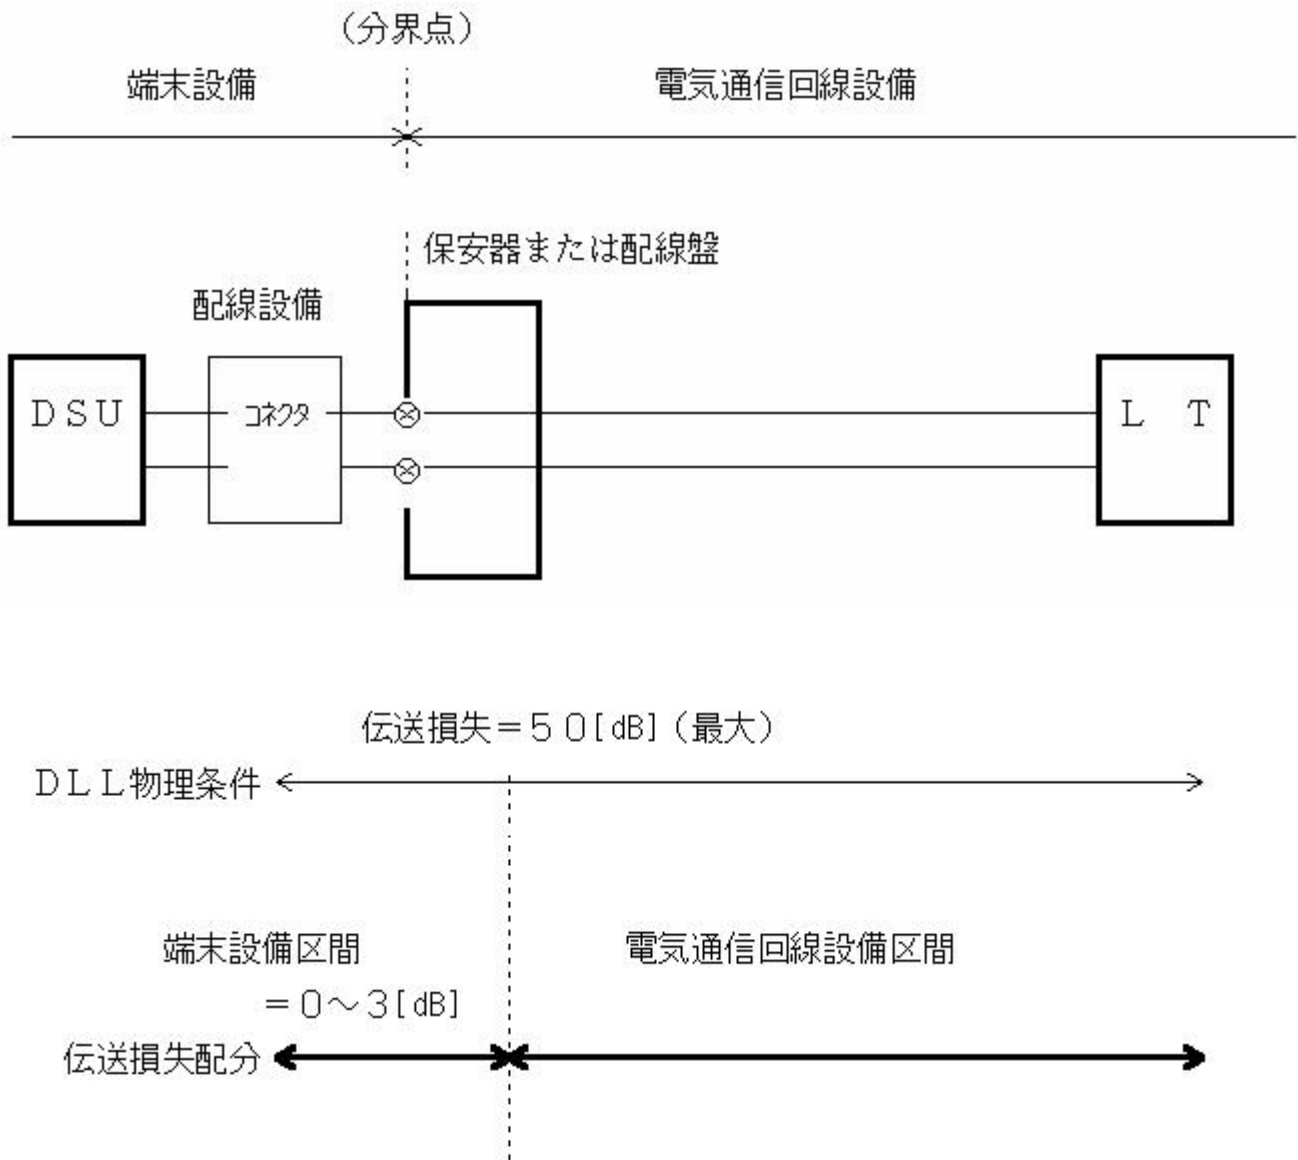 （分界点）
端末設備
電気通信回線設備
保安器または配線盤
配線設備
ＤＳＵ
コネクタ
Ｌ　Ｔ
伝送損失＝５０[dB]（最大）
ＤＬＬ物理条件
端末設備区間
＝０～３[dB]
電気通信回線設備区間
伝送損失配分